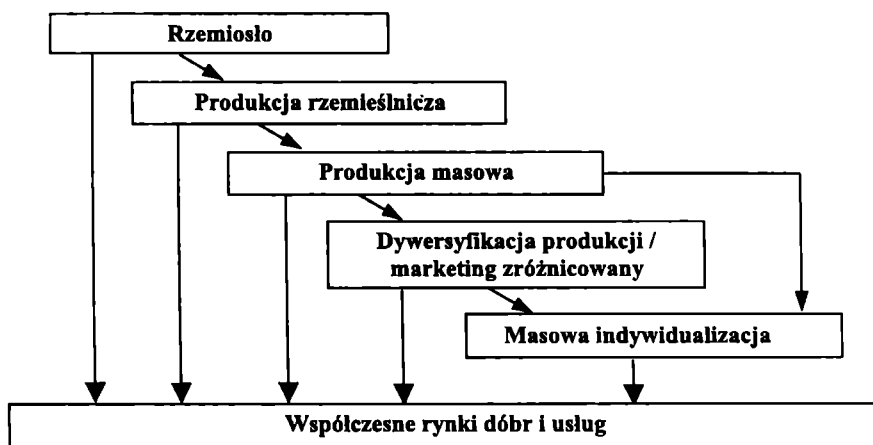 Rzemiosło
Produkcja rzemieślnicza
Produkcja masowa
Dywersyfikacja produkcji /
marketing zróżnicowany
Masowa indywidualizacja
Współczesne rynki dóbr i usług